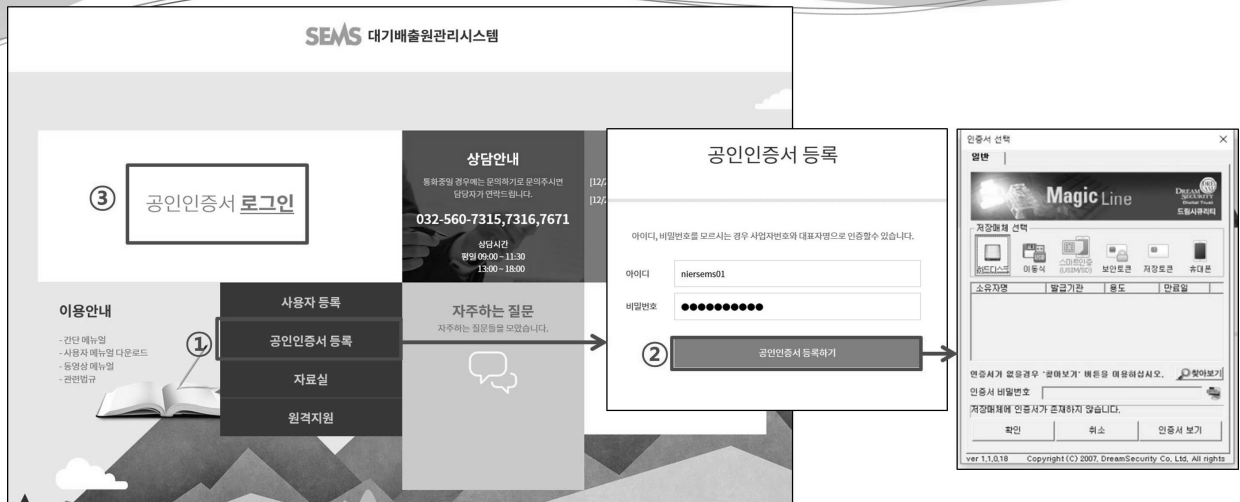 SEMS 대기배출원관리시스템
③
공인인증서 로그인
상담안내
통화중일 경우에는 문의하기로 문의주시면
담당자가 연락드립니다.
032-560-7315,7316,7671
상담시간
평일 09:00 ~ 11:30
13:00 ~ 18:00
[12/2
[12/2
이용안내
- 간단 메뉴얼
- 사용자 메뉴얼 다운로드
- 동영상 메뉴얼
- 관련법규
①
사용자 등록
공인인증서 등록
자료실
원격지원
자주하는 질문
자주하는 질문들을 모았습니다.
공인인증서 등록
아이디, 비밀번호를 모르시는 경우 사업자번호와 대표자명으로 인증할수 있습니다.
아이디 niersems01
비밀번호 ●●●●●●●●●●
②
공인인증서 등록하기
인증서 선택
일반
Magic Line
DREAM SECURITY
Digital Trust
드림시큐리티
저장매체 선택
하드디스크 이동식 스마트인증 (USIM/SD) 보안토큰 저장토큰 휴대폰
소유자명 발급기관 용도 만료일
인증서가 없을경우 '찾아보기' 버튼을 이용하십시오. 찾아보기
인증서 비밀번호
저장매체에 인증서가 존재하지 않습니다.
확인 취소 인증서 보기
ver 1,1,0,18 Copyright (C) 2007, DreamSecurity Co, Ltd, All rights